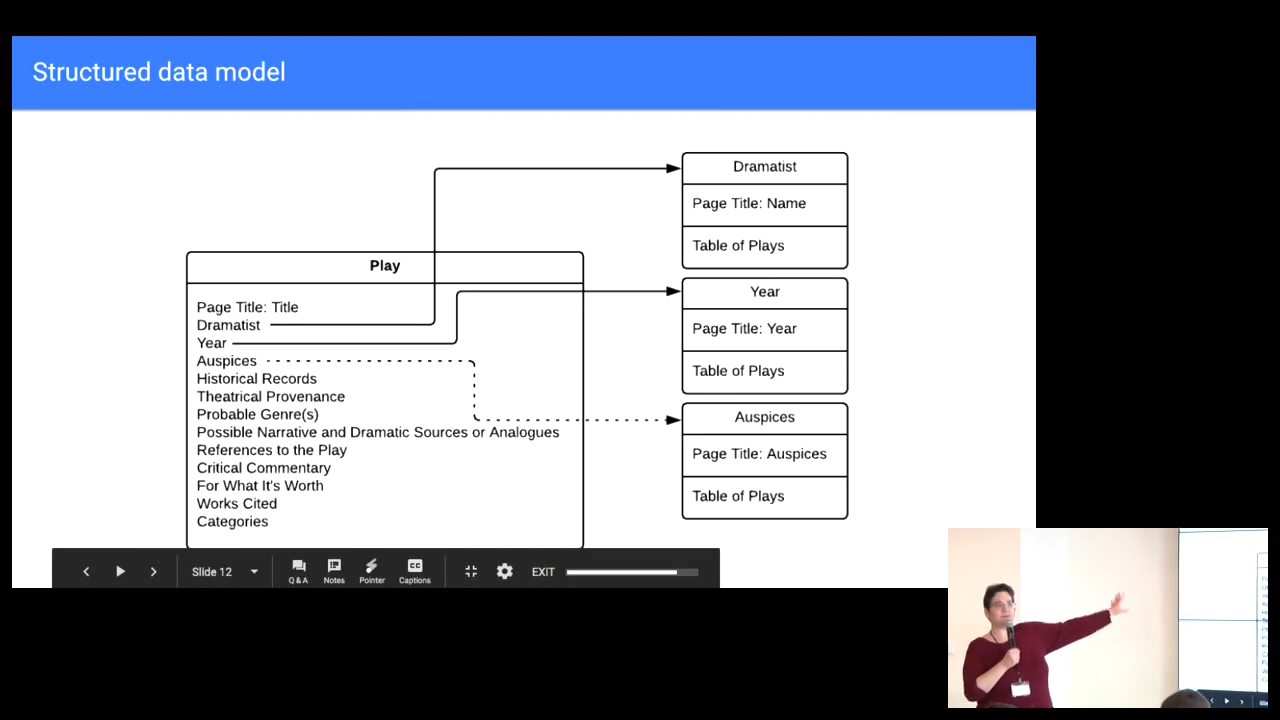 Structured data model
Play
Page Title: Title
Dramatist
Year
Auspices
Historical Records
Theatrical Provenance
Probable Genre(s)
Possible Narrative and Dramatic Sources or Analogues
References to the Play
Critical Commentary
For What It's Worth
Works Cited
Categories
Dramatist
Page Title: Name
Table of Plays
Year
Page Title: Year
Table of Plays
Auspices
Page Title: Auspices
Table of Plays
Slide 12
Q & A
Notes
Pointer
Captions
EXIT